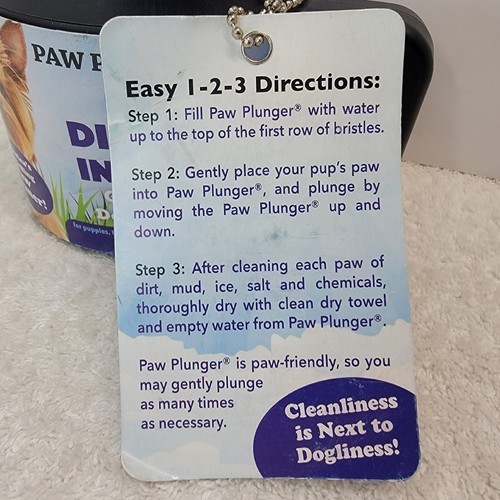 PAW
DI
IN
for puppies,
Easy 1-2-3 Directions:
Step 1: Fill Paw Plunger® with water
up to the top of the first row of bristles.
Step 2: Gently place your pup's paw
into Paw Plunger®, and plunge by
moving the Paw Plunger® up and
down.
Step 3: After cleaning each paw of
dirt, mud, ice, salt and chemicals,
thoroughly dry with clean dry towel
and empty water from Paw Plunger®.
Paw Plunger® is paw-friendly, so you
may gently plunge
as many times
as necessary.
Cleanliness
is Next to
Dogliness!